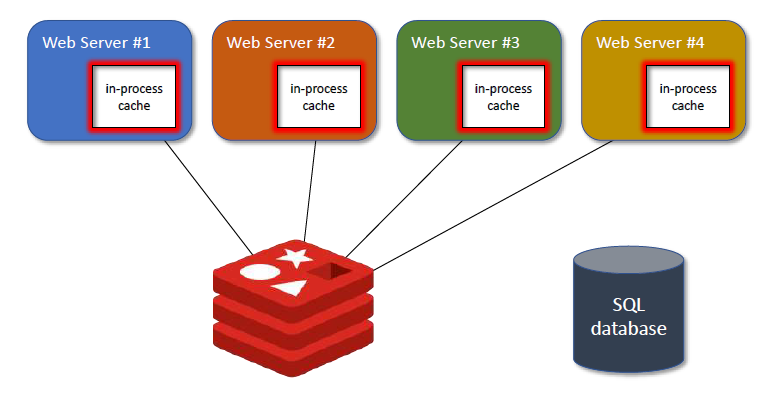 Web Server #1
Web Server #2
Web Server #3
Web Server #4
in-process
cache
in-process
cache
in-process
cache
in-process
cache
SQL
database